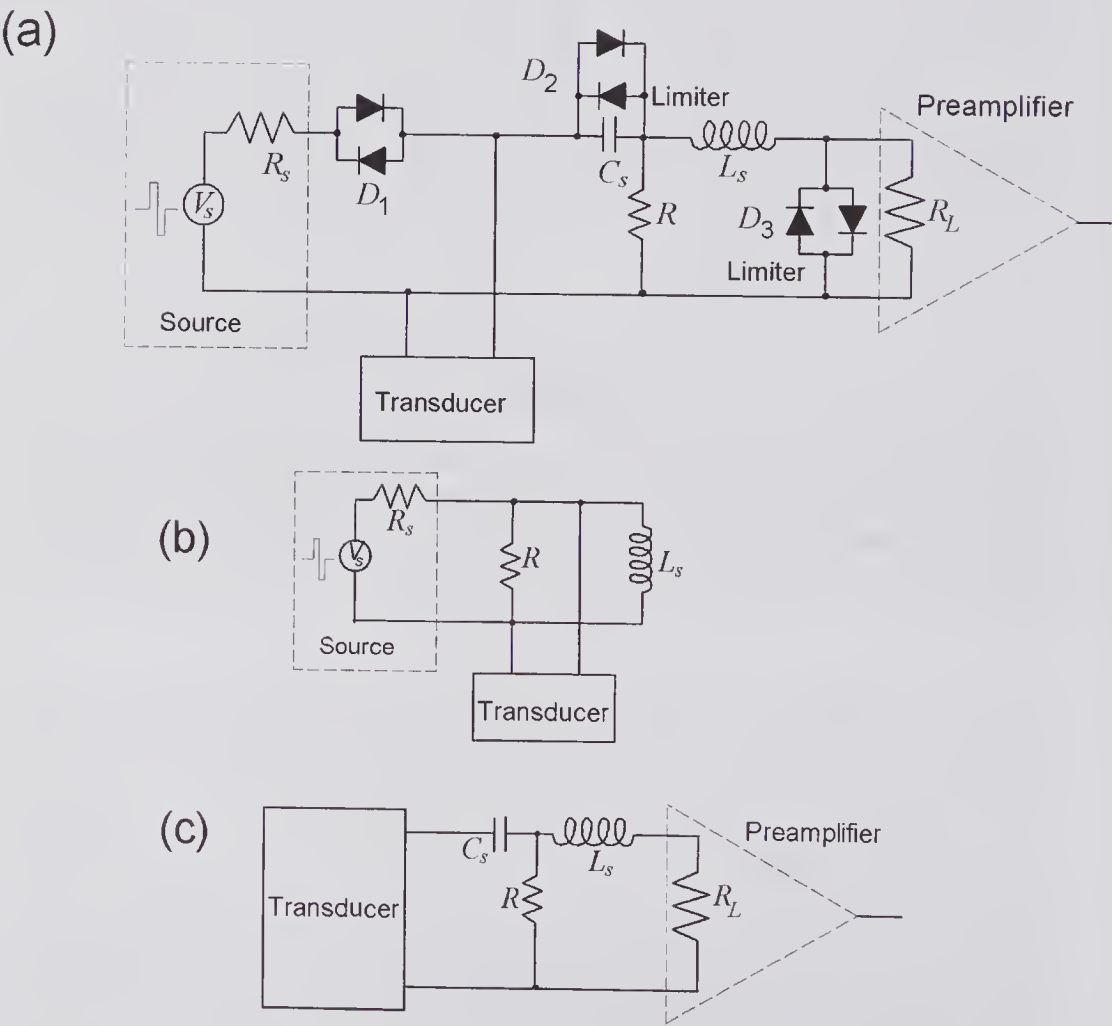 (a)
D2
Limiter
Preamplifier
Rs
Cs
Ls
Vs
D1
R
D3
RL
Limiter
Source
Transducer
(b)
Rs
Vs
R
Ls
Source
Transducer
(c)
Preamplifier
Cs
Ls
Transducer
R
RL